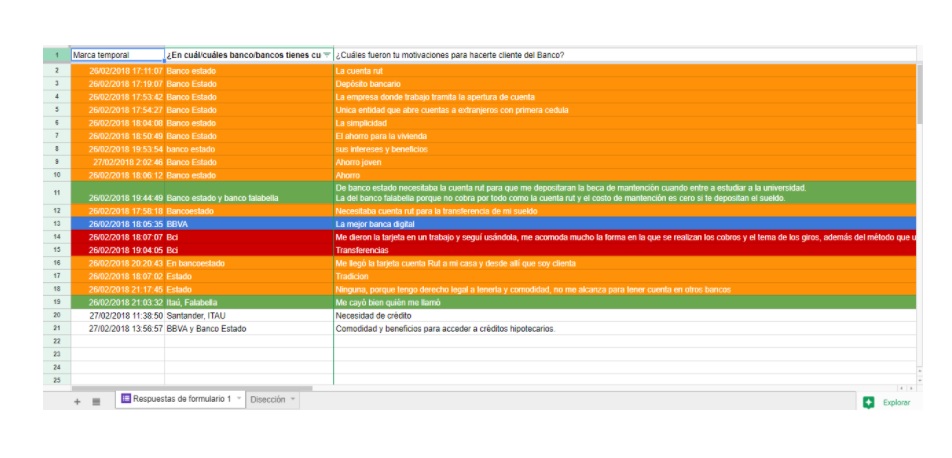 1 Marca temporal ¿En cuál/cuáles banco/bancos tienes cu ¿Cuáles fueron tu motivaciones para hacerte cliente del Banco?
2 26/02/2018 17:11:07 Banco estado La cuenta rut
3 26/02/2018 17:19:07 Banco Estado Depósito bancario
4 26/02/2018 17:53:42 Banco Estado La empresa donde trabajo tramita la apertura de cuenta
5 26/02/2018 17:54:27 Banco Estado Unica entidad que abre cuentas a extranjeros con primera cedula
6 26/02/2018 18:04:08 Banco estado La simplicidad
7 26/02/2018 18:50:49 Banco Estado El ahorro para la vivienda
8 26/02/2018 19:53:54 banco estado sus intereses y beneficios
9 27/02/2018 2:02:46 Banco Estado Ahorro joven
10 26/02/2018 18:06:12 Banco estado Ahorro
De banco estado necesitaba la cuenta rut para que me depositaran la beca de mantención cuando entre a estudiar a la universidad.
11 26/02/2018 19:44:49 Banco estado y banco falabella La del banco falabella porque no cobra por todo como la cuenta rut y el costo de mantención es cero si te depositan el sueldo.
12 26/02/2018 17:58:18 Bancoestado Necesitaba cuenta rut para la transferencia de mi sueldo
13 26/02/2018 18:05:35 BBVA La mejor banca digital
14 26/02/2018 18:07:07 Bci Me dieron la tarjeta en un trabajo y seguí usándola, me acomoda mucho la forma en la que se realizan los cobros y el tema de los giros, además del método que u
15 26/02/2018 19:04:05 Bci Transferencias
16 26/02/2018 20:20:43 En bancoestado Me llegó la tarjeta cuenta Rut a mi casa y desde allí que soy clienta
17 26/02/2018 18:07:02 Estado Tradicion
18 26/02/2018 21:17:45 Estado Ninguna, porque tengo derecho legal a tenerla y comodidad, no me alcanza para tener cuenta en otros bancos
19 26/02/2018 21:03:32 Itaú, Falabella Me cayó bien quién me llamó
20 27/02/2018 11:38:50 Santander, ITAU Necesidad de crédito
21 27/02/2018 13:56:57 BBVA y Banco Estado Comodidad y beneficios para acceder a créditos hipotecarios.
22
23
24
25
Respuestas de formulario 1 Disección Explorar